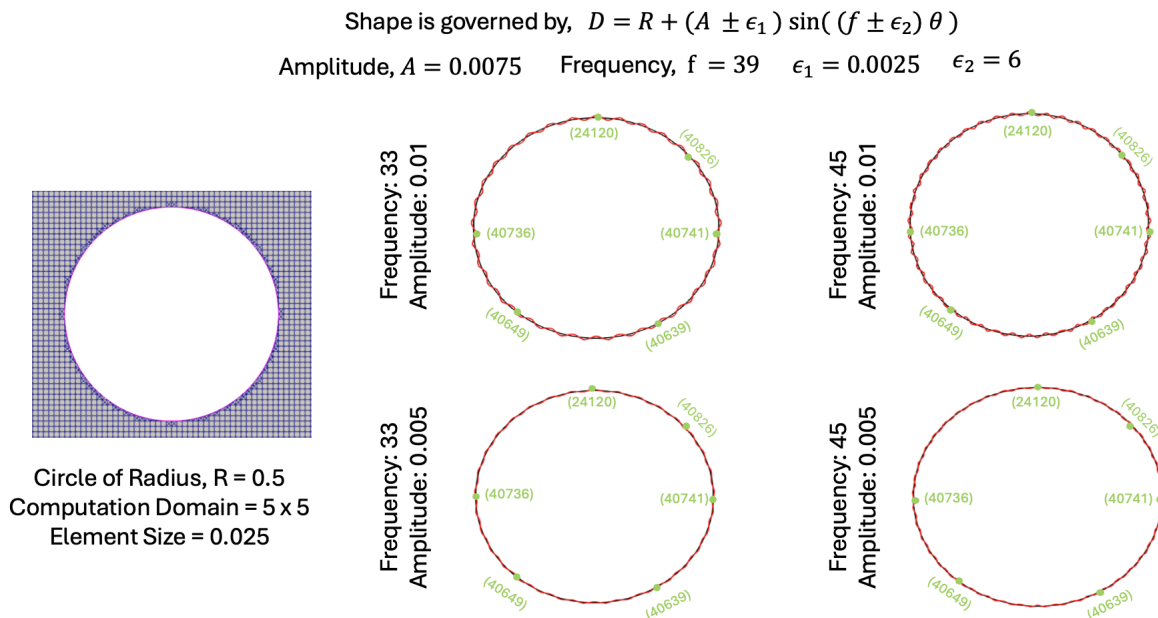 Shape is governed by, D = R + (A ± ϵ₁) sin( (f ± ϵ₂) θ )
Amplitude, A = 0.0075 Frequency, f = 39 ϵ₁ = 0.0025 ϵ₂ = 6
Circle of Radius, R = 0.5
Computation Domain = 5 x 5
Element Size = 0.025
Frequency: 33
Amplitude: 0.01
(24120)
(40826)
(40736)
(40741)
(40649)
(40639)
Frequency: 45
Amplitude: 0.01
(24120)
(40826)
(40736)
(40741)
(40649)
(40639)
Frequency: 33
Amplitude: 0.005
(24120)
(40826)
(40736)
(40741)
(40649)
(40639)
Frequency: 45
Amplitude: 0.005
(24120)
(40826)
(40736)
(40741)
(40649)
(40639)